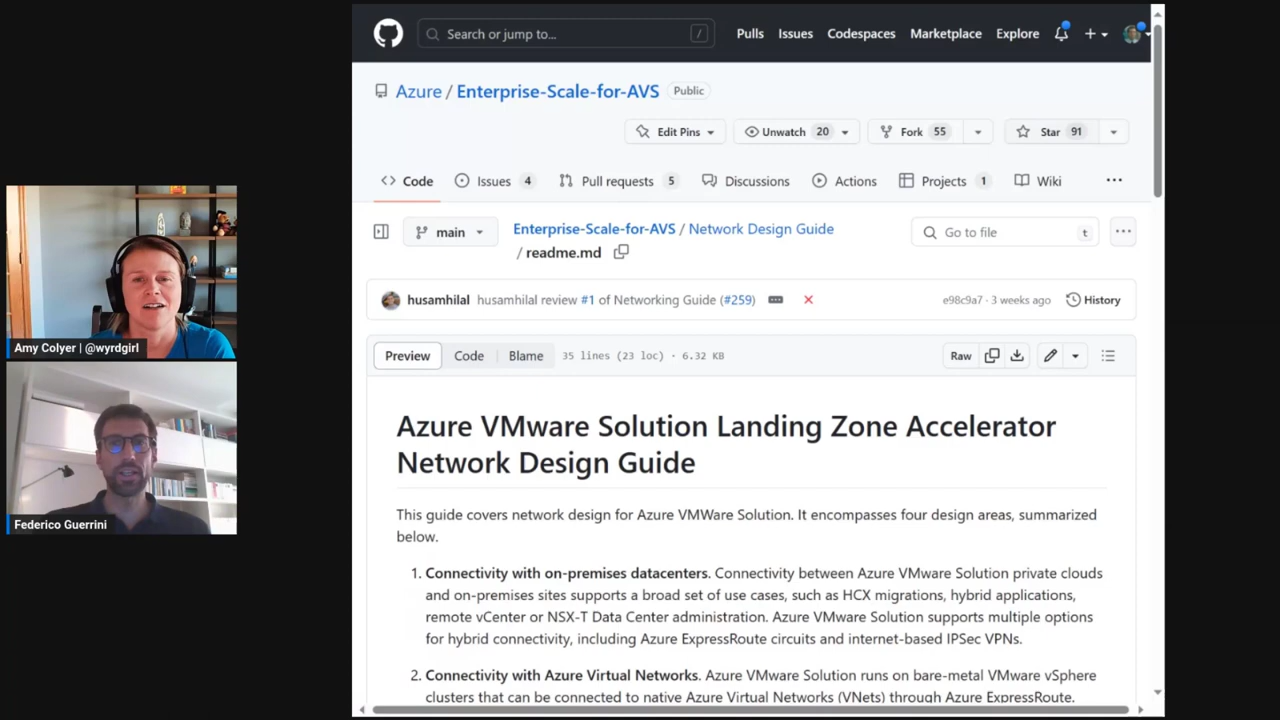 Search or jump to...
/
Pulls
Issues
Codespaces
Marketplace
Explore
Azure / Enterprise-Scale-for-AVS
Public
Edit Pins
Unwatch 20
Fork 55
Star 91
Code
Issues 4
Pull requests 5
Discussions
Actions
Projects 1
Wiki
main
Enterprise-Scale-for-AVS / Network Design Guide
/ readme.md
Go to file
t
husamhilal husamhilal review #1 of Networking Guide (#259)
e98c9a7 · 3 weeks ago
History
Preview
Code
Blame
35 lines (23 loc) · 6.32 KB
Raw
Azure VMware Solution Landing Zone Accelerator
Network Design Guide
This guide covers network design for Azure VMWare Solution. It encompasses four design areas, summarized
below.
1. Connectivity with on-premises datacenters. Connectivity between Azure VMware Solution private clouds
and on-premises sites supports a broad set of use cases, such as HCX migrations, hybrid applications,
remote vCenter or NSX-T Data Center administration. Azure VMware Solution supports multiple options
for hybrid connectivity, including Azure ExpressRoute circuits and internet-based IPSec VPNs.
2. Connectivity with Azure Virtual Networks. Azure VMware Solution runs on bare-metal VMware vSphere
clusters that can be connected to native Azure Virtual Networks (VNets) through Azure ExpressRoute.
Amy Colyer | @wyrdgirl
Federico Guerrini